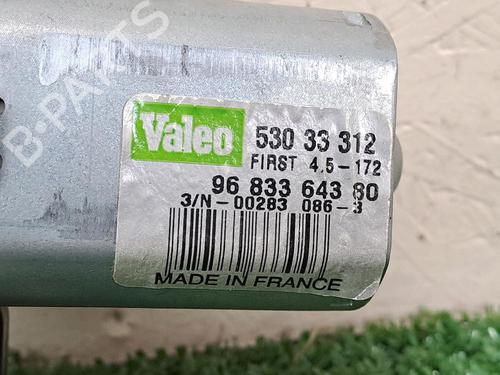 B-PARTS
Valeo
530 33 312
FIRST 4.5-172
96 833 643 80
3/N-00283 086-3
MADE IN FRANCE